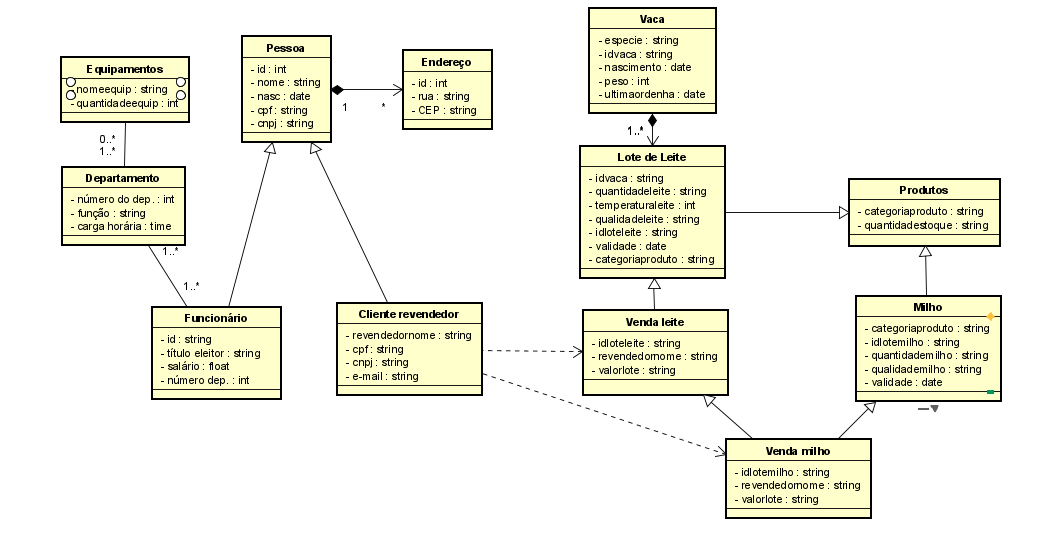 Equipamentos
nomeequip : string
- quantidadeequip : int
0..*
1..*
Departamento
- número do dep. : int
- função : string
- carga horária : time
1..*
1..*
Pessoa
- id : int
- nome : string
- nasc : date
- cpf : string
- cnpj : string
1
*
Endereço
- id : int
- rua : string
- CEP : string
Funcionário
- id : string
- título eleitor : string
- salário : float
- número dep. : int
Cliente revendedor
- revendedornome : string
- cpf : string
- cnpj : string
- e-mail : string
Vaca
- especie : string
- idvaca : string
- nascimento : date
- peso : int
- ultimaordenha : date
1..*
Lote de Leite
- idvaca : string
- quantidadeleite : string
- temperaturaleite : int
- qualidadeleite : string
- idloteleite : string
- validade : date
- categoriaproduto : string
Produtos
- categoriaproduto : string
- quantidadestoque : string
Venda leite
- idloteleite : string
- revendedornome : string
- valorlote : string
Milho
- categoriaproduto : string
- idlotemilho : string
- quantidademilho : string
- qualidademilho : string
- validade : date
Venda milho
- idlotemilho : string
- revendedornome : string
- valorlote : string